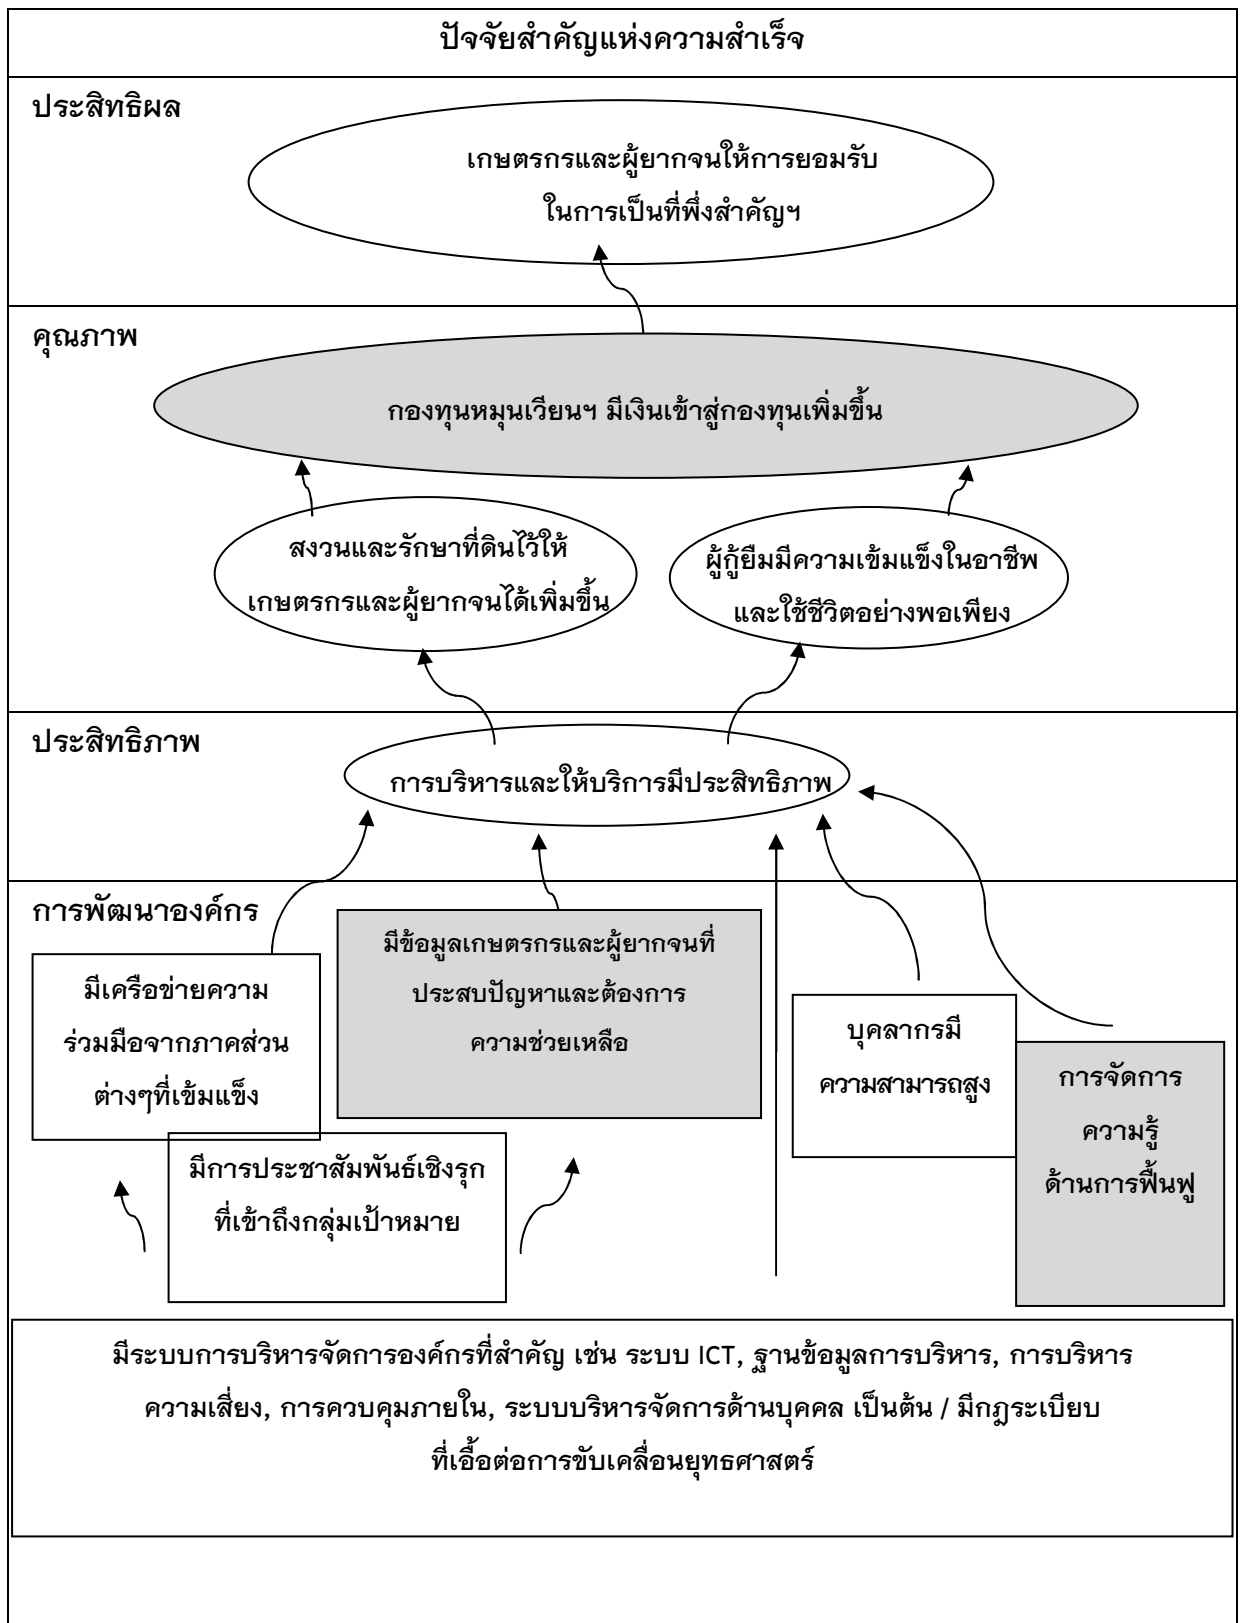 ปัจจัยสำคัญแห่งความสำเร็จ
ประสิทธิผล
เกษตรกรและผู้ยากจนให้การยอมรับ
ในการเป็นที่พึ่งสำคัญฯ
คุณภาพ
กองทุนหมุนเวียนฯ มีเงินเข้าสู่กองทุนเพิ่มขึ้น
สงวนและรักษาที่ดินไว้ให้
เกษตรกรและผู้ยากจนได้เพิ่มขึ้น
ผู้กู้ยืมมีความเข้มแข็งในอาชีพ
และใช้ชีวิตอย่างพอเพียง
ประสิทธิภาพ
การบริหารและให้บริการมีประสิทธิภาพ
การพัฒนาองค์กร
มีเครือข่ายความ
ร่วมมือจากภาคส่วน
ต่างๆที่เข้มแข็ง
มีข้อมูลเกษตรกรและผู้ยากจนที่
ประสบปัญหาและต้องการ
ความช่วยเหลือ
บุคลากรมี
ความสามารถสูง
การจัดการ
ความรู้
ด้านการฟื้นฟู
มีการประชาสัมพันธ์เชิงรุก
ที่เข้าถึงกลุ่มเป้าหมาย
มีระบบการบริหารจัดการองค์กรที่สำคัญ เช่น ระบบ ICT, ฐานข้อมูลการบริหาร, การบริหาร
ความเสี่ยง, การควบคุมภายใน, ระบบบริหารจัดการด้านบุคคล เป็นต้น / มีกฎระเบียบ
ที่เอื้อต่อการขับเคลื่อนยุทธศาสตร์